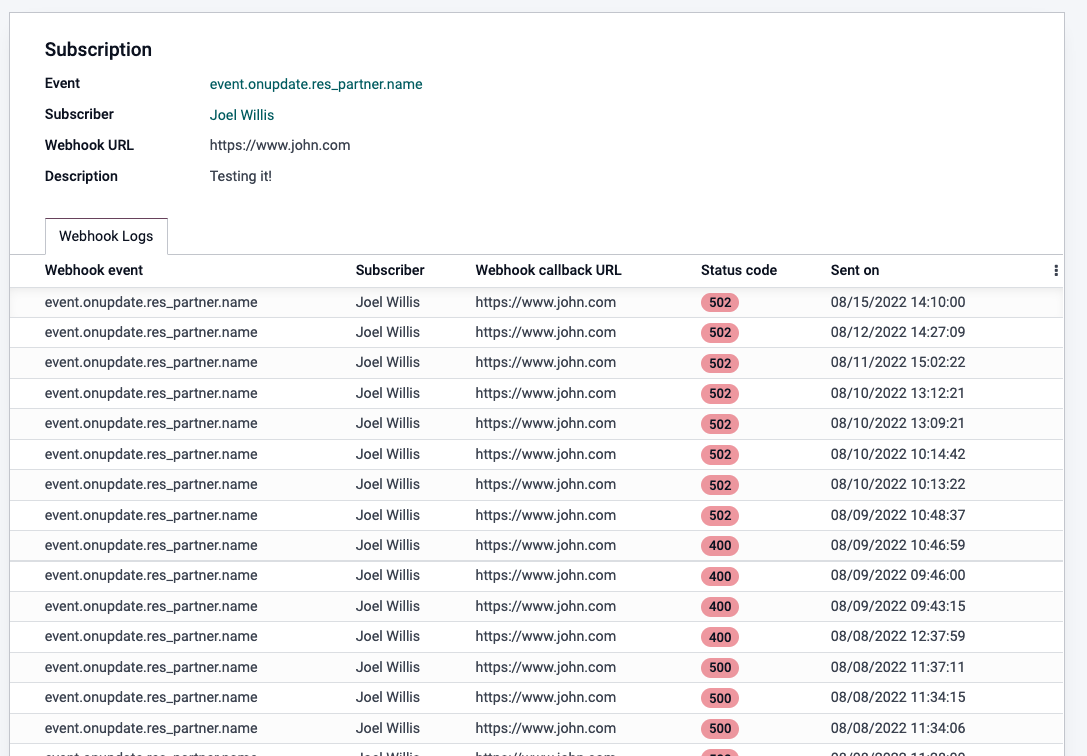 Subscription
Event event.onupdate.res_partner.name
Subscriber Joel Willis
Webhook URL https://www.john.com
Description Testing it!
Webhook Logs
Webhook event Subscriber Webhook callback URL Status code Sent on
event.onupdate.res_partner.name Joel Willis https://www.john.com 502 08/15/2022 14:10:00
event.onupdate.res_partner.name Joel Willis https://www.john.com 502 08/12/2022 14:27:09
event.onupdate.res_partner.name Joel Willis https://www.john.com 502 08/11/2022 15:02:22
event.onupdate.res_partner.name Joel Willis https://www.john.com 502 08/10/2022 13:12:21
event.onupdate.res_partner.name Joel Willis https://www.john.com 502 08/10/2022 13:09:21
event.onupdate.res_partner.name Joel Willis https://www.john.com 502 08/10/2022 10:14:42
event.onupdate.res_partner.name Joel Willis https://www.john.com 502 08/10/2022 10:13:22
event.onupdate.res_partner.name Joel Willis https://www.john.com 502 08/09/2022 10:48:37
event.onupdate.res_partner.name Joel Willis https://www.john.com 400 08/09/2022 10:46:59
event.onupdate.res_partner.name Joel Willis https://www.john.com 400 08/09/2022 09:46:00
event.onupdate.res_partner.name Joel Willis https://www.john.com 400 08/09/2022 09:43:15
event.onupdate.res_partner.name Joel Willis https://www.john.com 400 08/08/2022 12:37:59
event.onupdate.res_partner.name Joel Willis https://www.john.com 500 08/08/2022 11:37:11
event.onupdate.res_partner.name Joel Willis https://www.john.com 500 08/08/2022 11:34:15
event.onupdate.res_partner.name Joel Willis https://www.john.com 500 08/08/2022 11:34:06